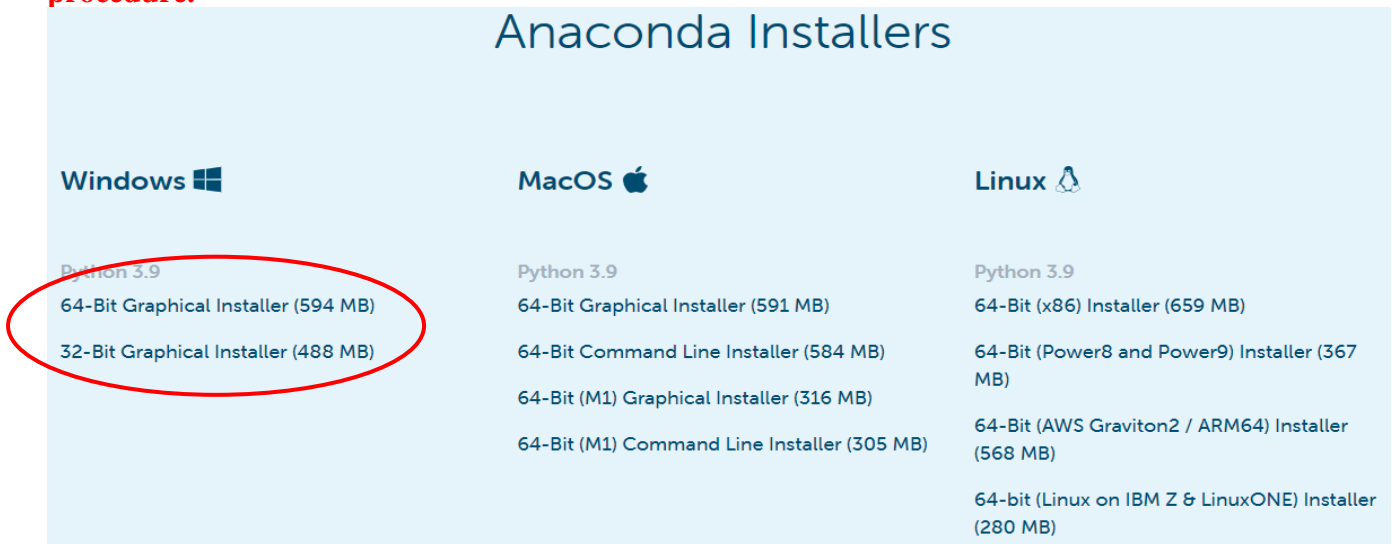 procedure.
Anaconda Installers
Windows
Python 3.9
64-Bit Graphical Installer (594 MB)
32-Bit Graphical Installer (488 MB)
MacOS
Python 3.9
64-Bit Graphical Installer (591 MB)
64-Bit Command Line Installer (584 MB)
64-Bit (M1) Graphical Installer (316 MB)
64-Bit (M1) Command Line Installer (305 MB)
Linux
Python 3.9
64-Bit (x86) Installer (659 MB)
64-Bit (Power8 and Power9) Installer (367
MB)
64-Bit (AWS Graviton2 / ARM64) Installer
(568 MB)
64-bit (Linux on IBM Z & LinuxONE) Installer
(280 MB)